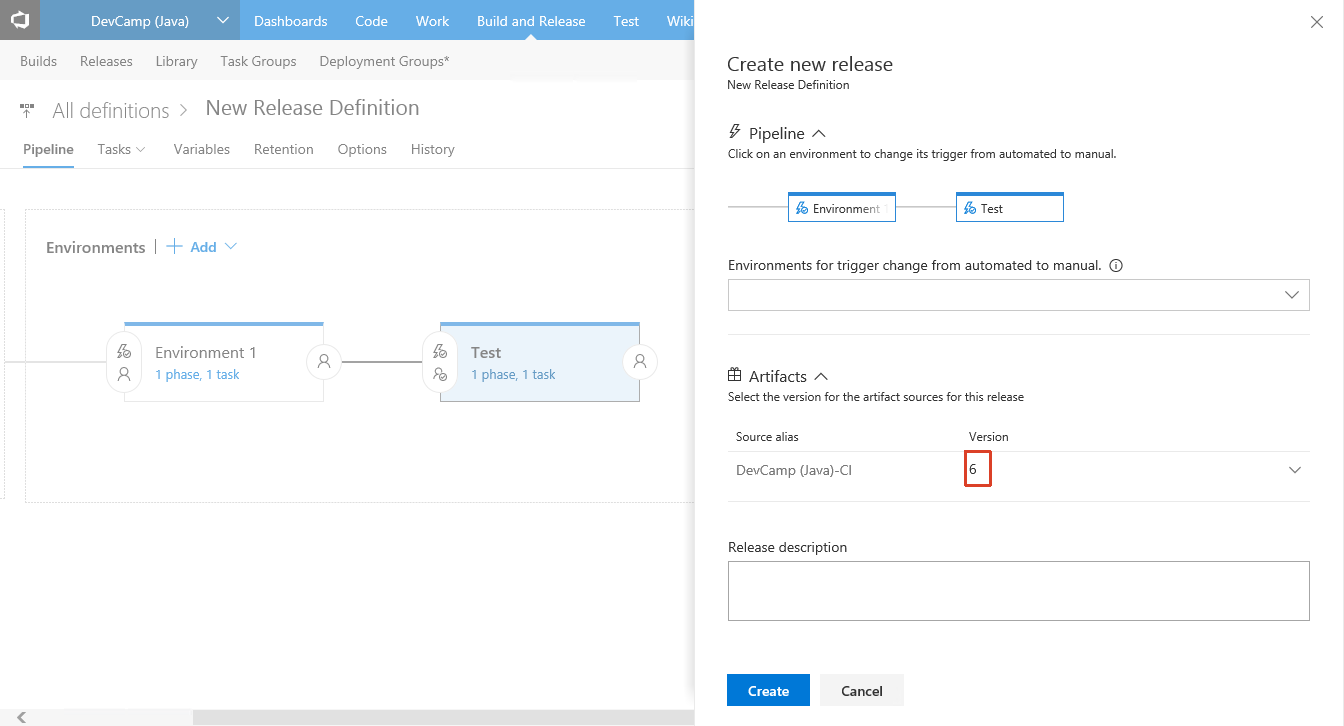 DevCamp (Java) Dashboards Code Work Build and Release Test Wiki
Builds Releases Library Task Groups Deployment Groups*
All definitions > New Release Definition
Pipeline Tasks Variables Retention Options History
Environments | + Add
Environment 1
1 phase, 1 task
Test
1 phase, 1 task
Create new release
New Release Definition
Pipeline
Click on an environment to change its trigger from automated to manual.
Environment 1 Test
Environments for trigger change from automated to manual.
Artifacts
Select the version for the artifact sources for this release
Source alias Version
DevCamp (Java)-CI 6
Release description
Create Cancel